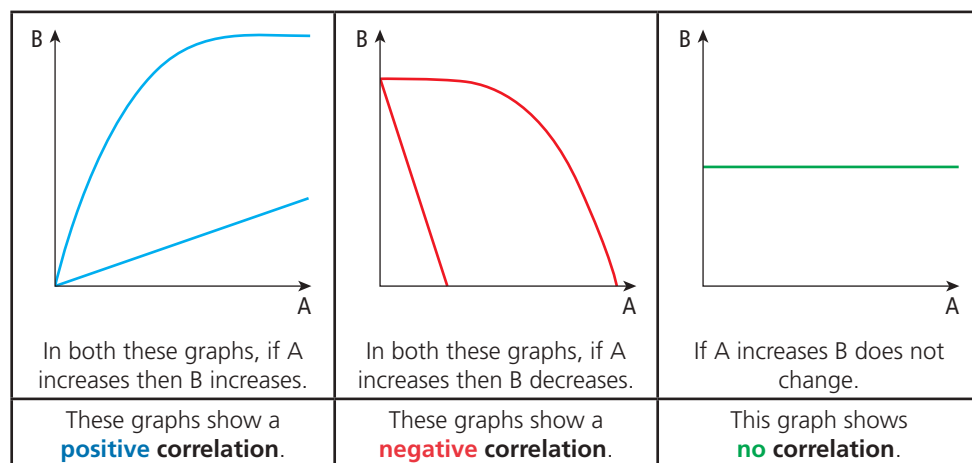 B
A
In both these graphs, if A
increases then B increases.
These graphs show a
positive correlation.
B
A
In both these graphs, if A
increases then B decreases.
These graphs show a
negative correlation.
B
A
If A increases B does not
change.
This graph shows
no correlation.